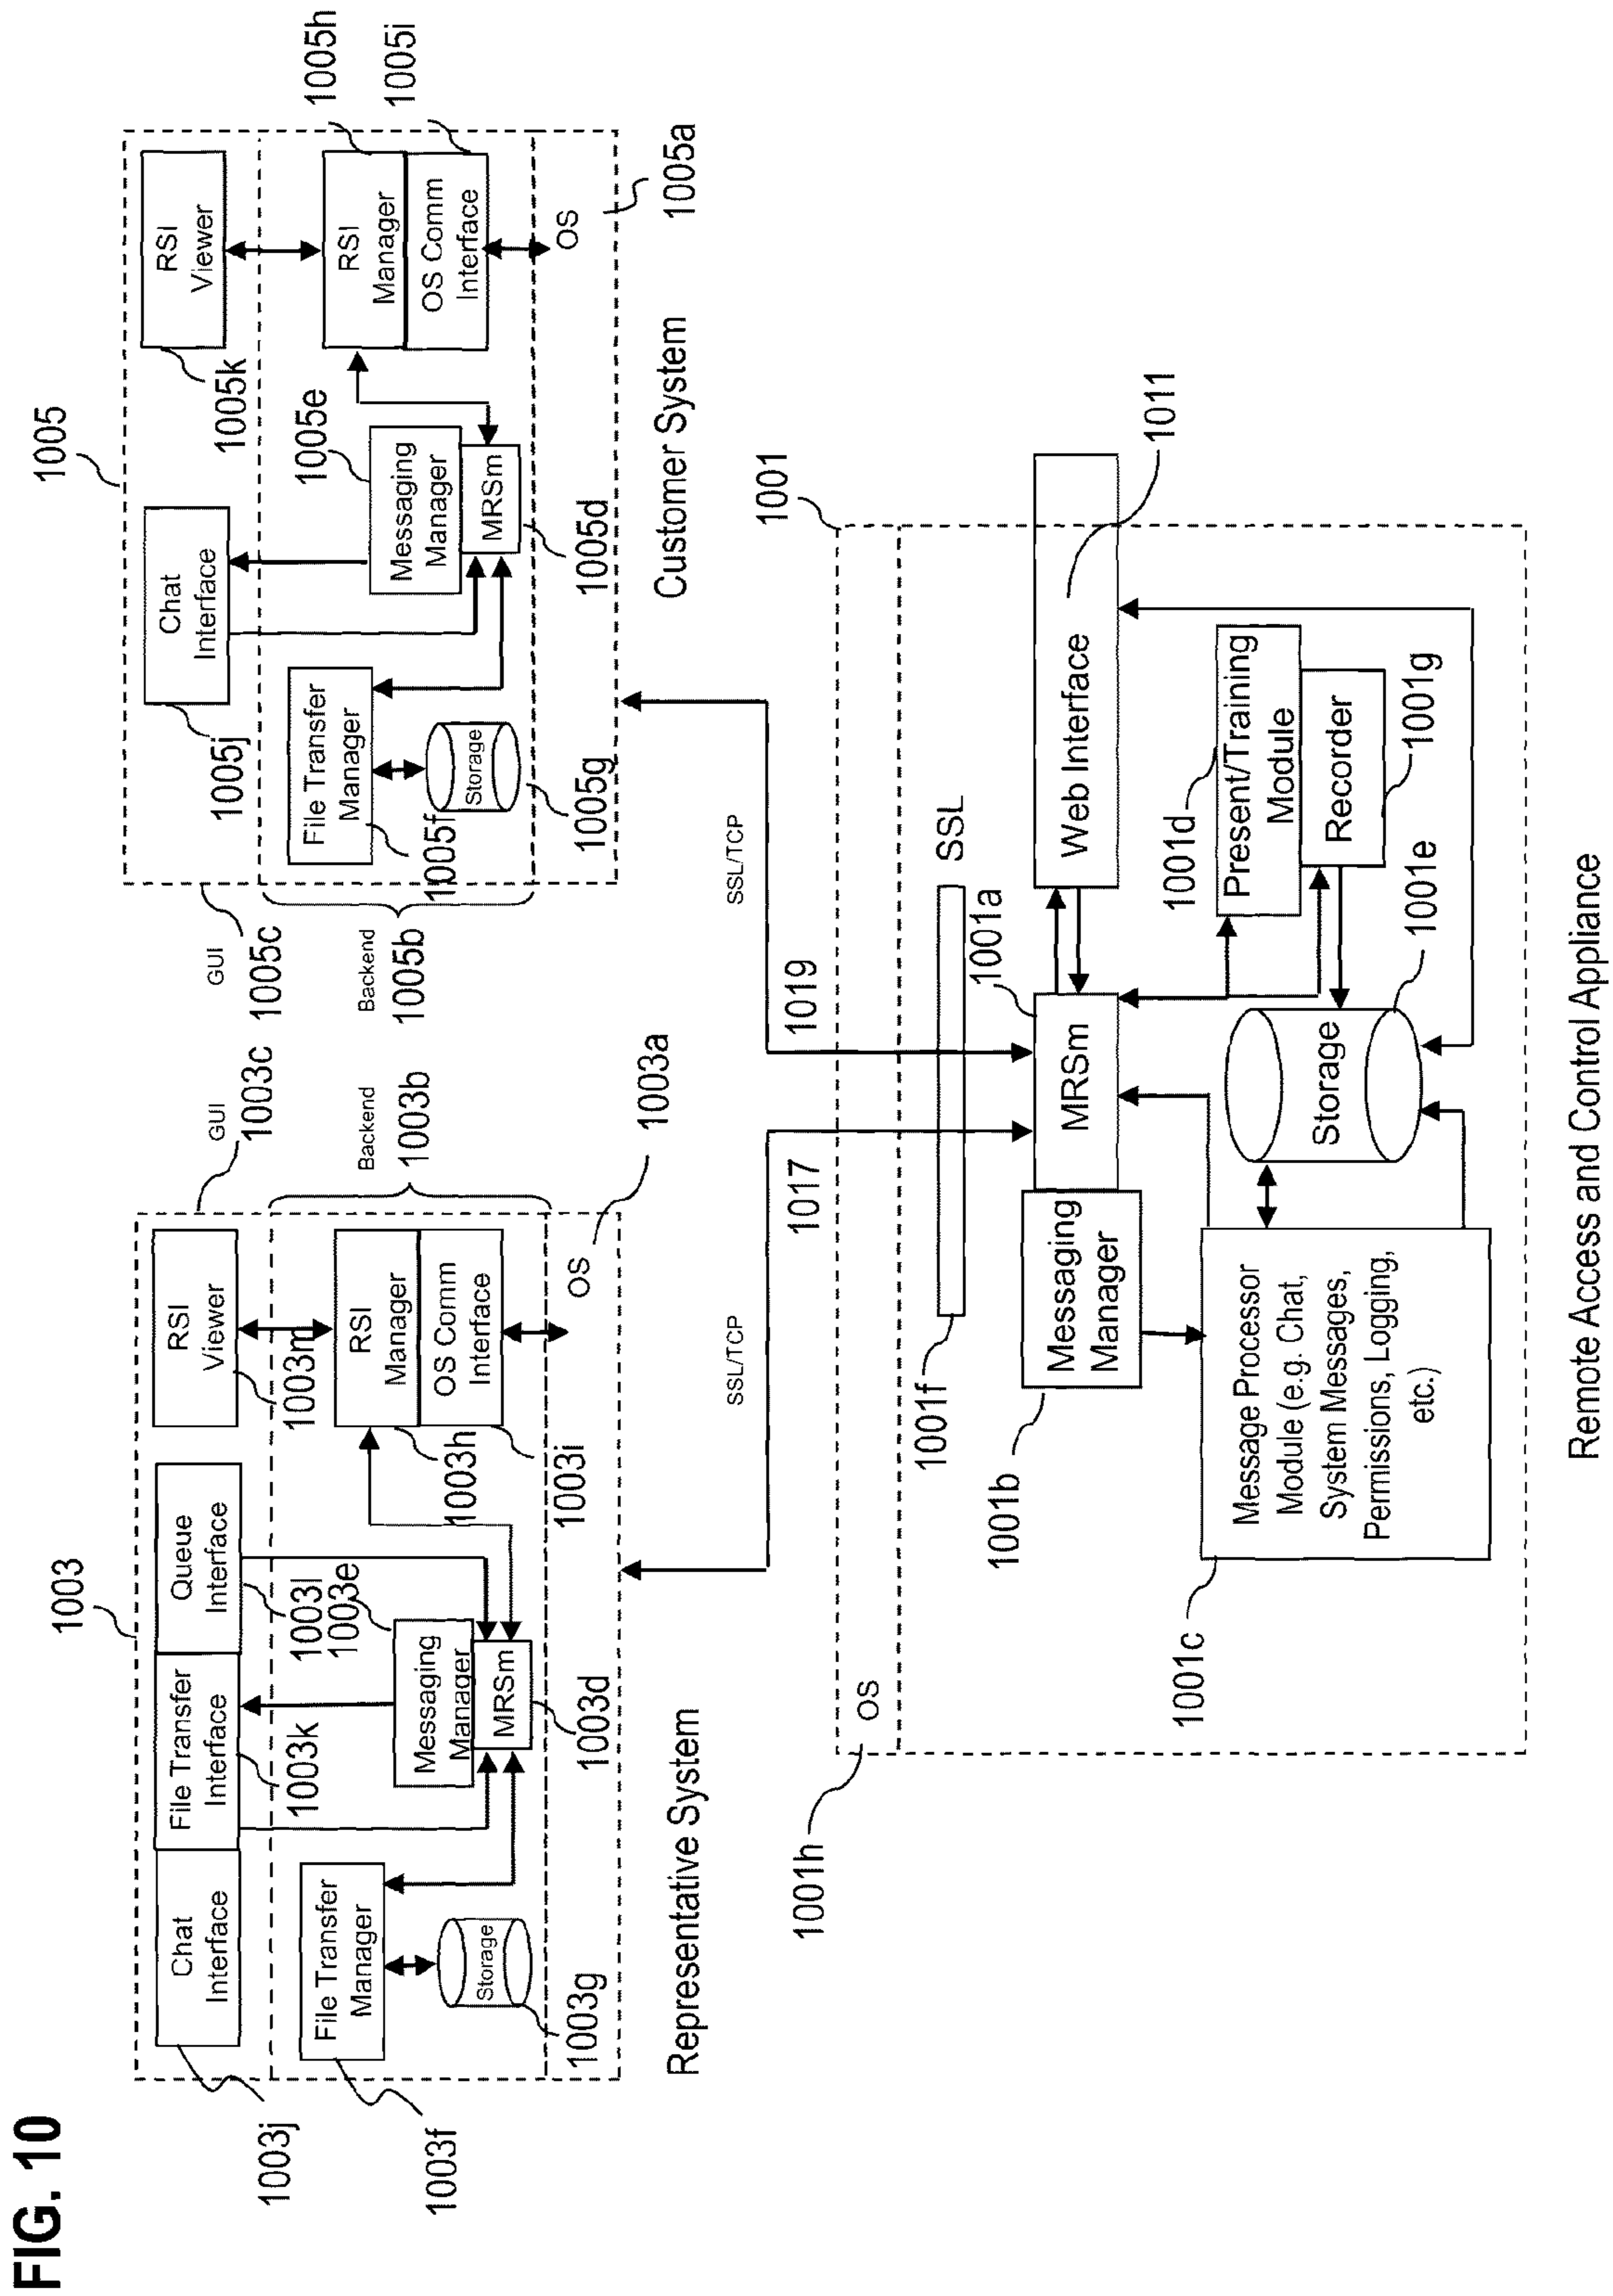 FIG. 10
1003
1003j
Chat
Interface
File Transfer
Interface
1003k
Queue
Interface
1003l
RSI
Viewer
1003m
GUI
1003c
1003f
File Transfer
Manager
Storage
1003g
Messaging
Manager
1003e
MRSm
1003d
RSI
Manager
1003h
OS Comm
Interface
1003i
Backend
1003b
OS
1003a
Representative System
1005
GUI
1005c
Chat
Interface
1005j
RSI
Viewer
1005k
Backend
1005b
File Transfer
Manager
1005f
Storage
1005g
Messaging
Manager
1005e
MRSm
1005d
RSI
Manager
1005h
OS Comm
Interface
1005i
OS
1005a
Customer System
SSL/TCP
1017
SSL/TCP
1019
1001
1001h
OS
1001f
SSL
1001b
Messaging
Manager
MRSm
1001a
Web Interface
1011
1001c
Message Processor
Module (e.g. Chat,
System Messages,
Permissions, Logging,
etc.)
Storage
1001e
1001d
Present/Training
Module
Recorder
1001g
Remote Access and Control Appliance